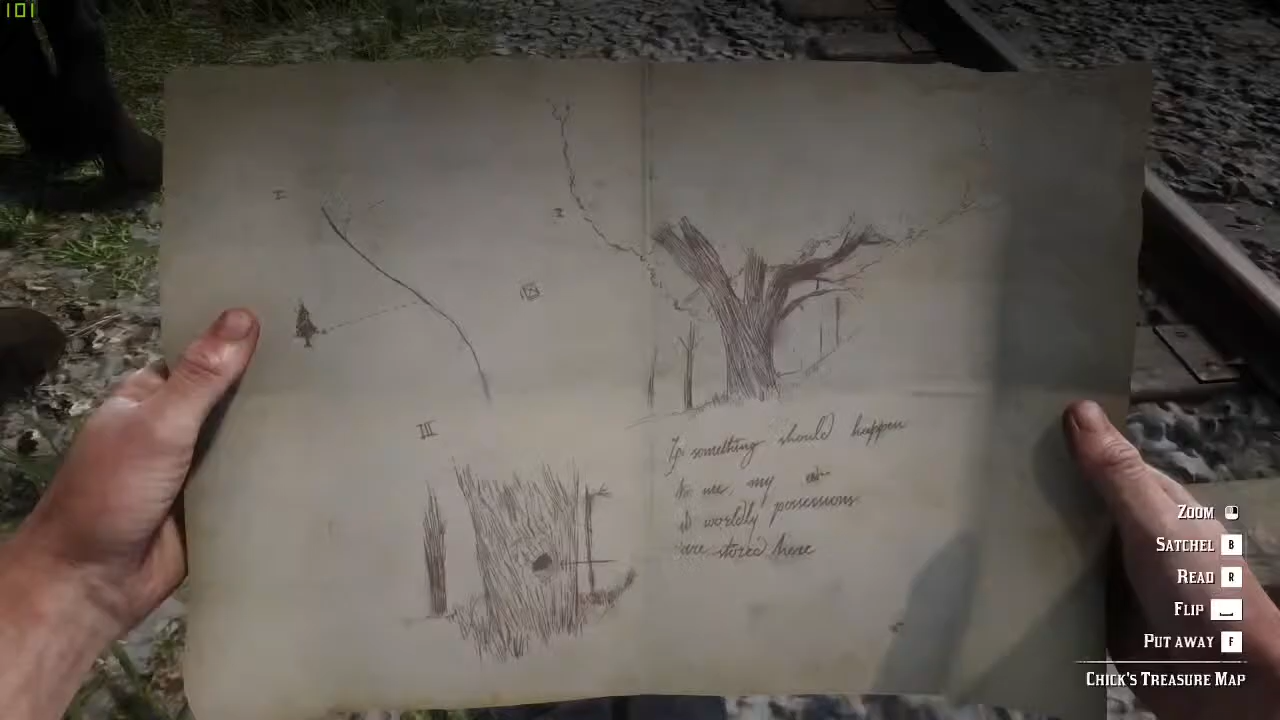 101
I
I
III
If something should happen
to me, my
worldly possessions
are stored here
Zoom
Satchel B
Read R
Flip
Put away F
Chick's Treasure Map